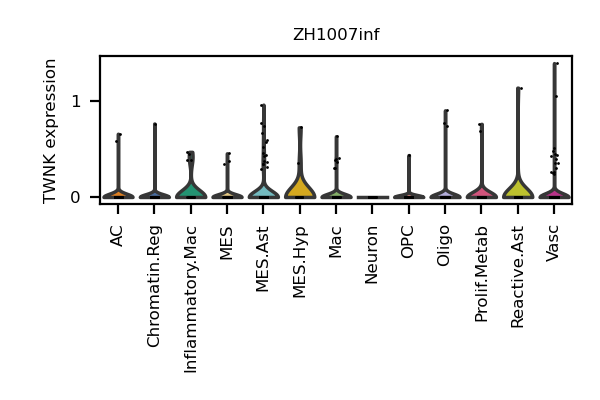 ZH1007inf
TWNK expression
1
0
AC
Chromatin.Reg
Inflammatory.Mac
MES
MES.Ast
MES.Hyp
Mac
Neuron
OPC
Oligo
Prolif.Metab
Reactive.Ast
Vasc